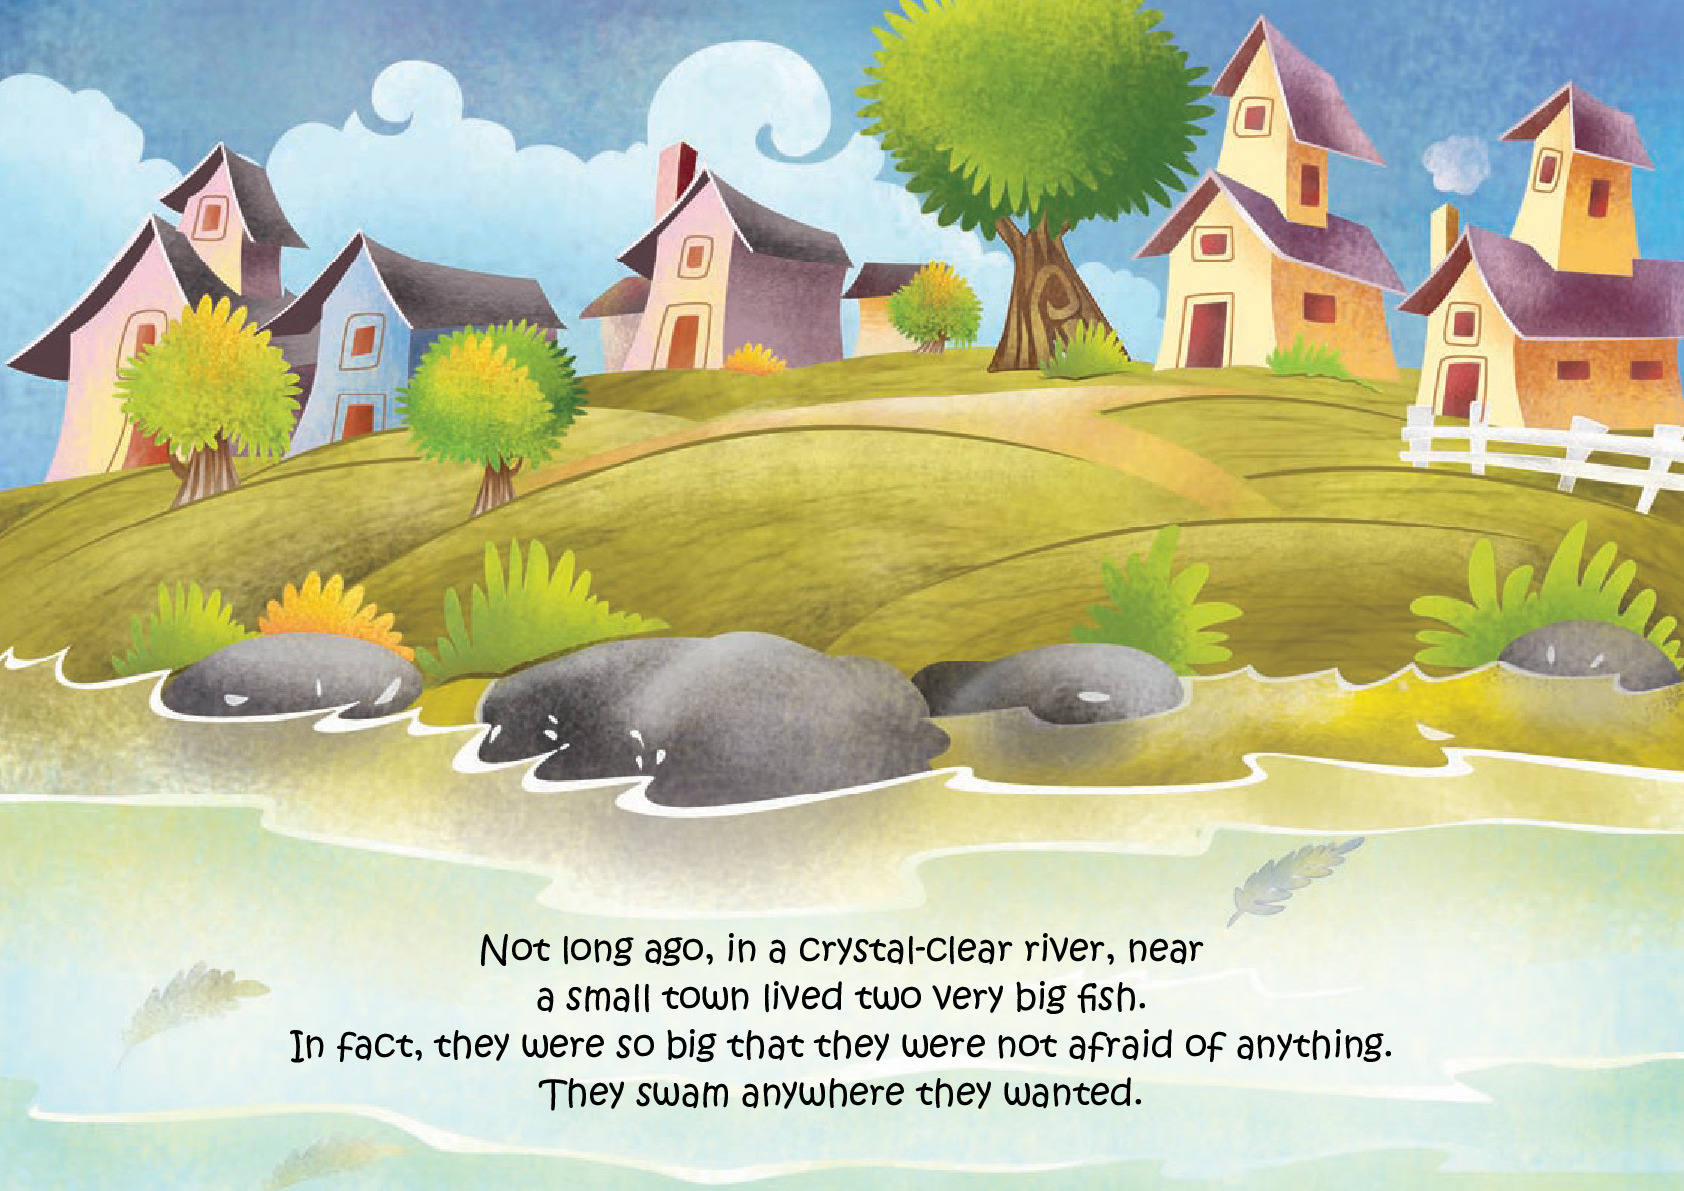 Not long ago, in a crystal-clear river, near
a small town lived two very big fish.
In fact, they were so big that they were not afraid of anything.
They swam anywhere they wanted.